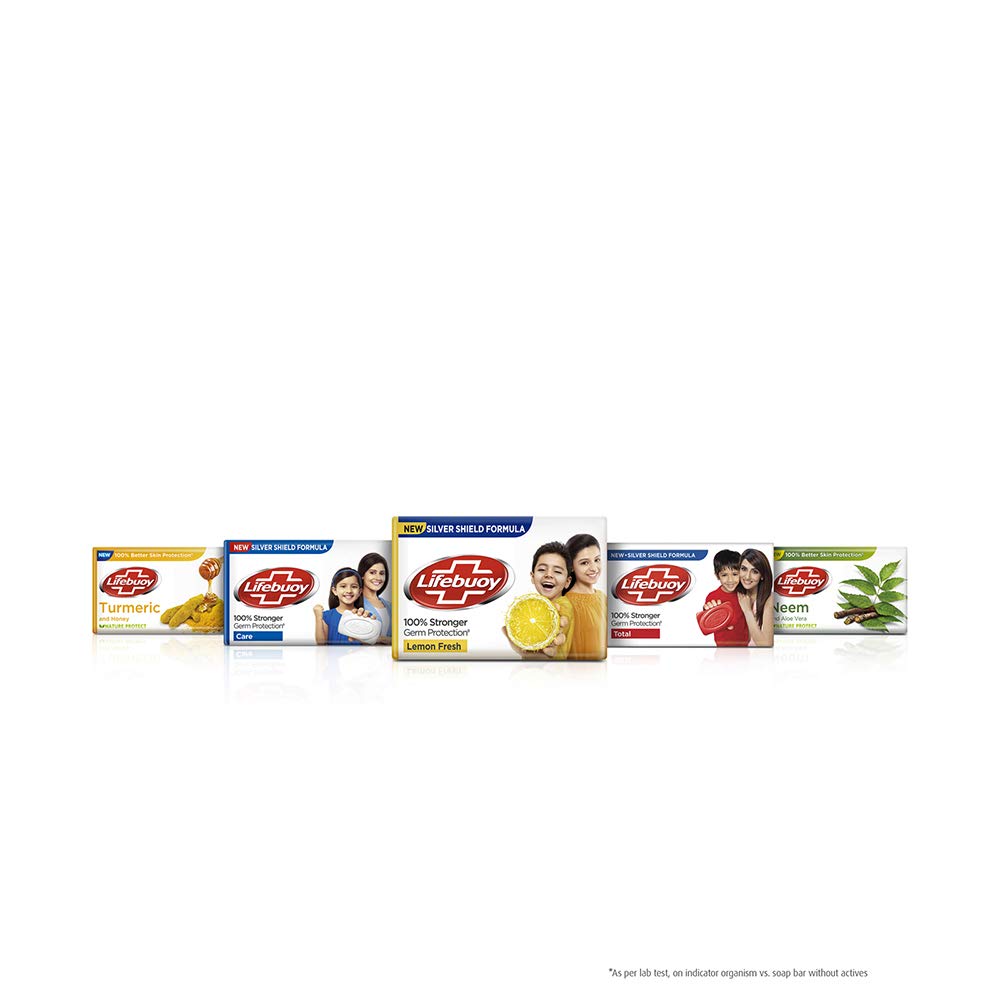 NEW 100% Better Skin Protection*
Lifebuoy
Turmeric
and Honey
NATURE PROTECT
NEW SILVER SHIELD FORMULA
Lifebuoy
100% Stronger
Germ Protection*
Care
NEW SILVER SHIELD FORMULA
Lifebuoy
100% Stronger
Germ Protection*
Lemon Fresh
NEW SILVER SHIELD FORMULA
Lifebuoy
100% Stronger
Germ Protection*
Total
100% Better Skin Protection*
Lifebuoy
Neem
Aloe Vera
NATURE PROTECT
*As per lab test, on indicator organism vs. soap bar without actives